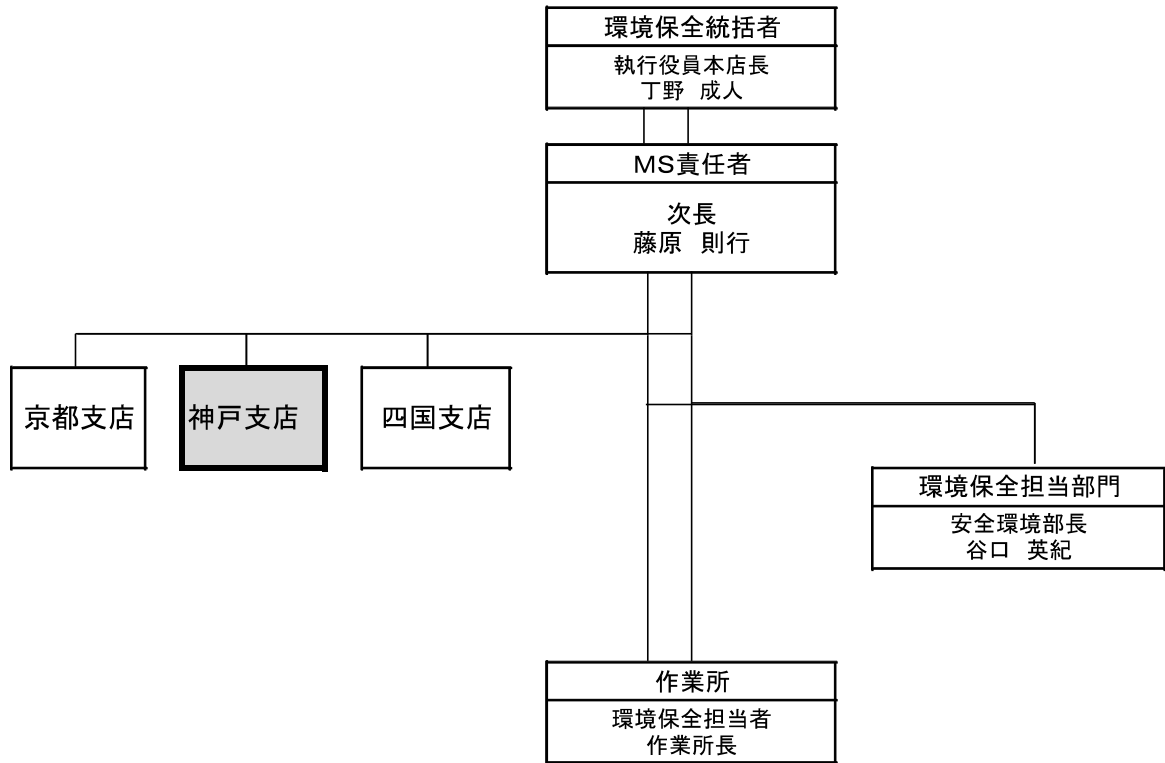 環境保全統括者
執行役員本店長
丁野　成人
MS責任者
次長
藤原　則行
京都支店
神戸支店
四国支店
環境保全担当部門
安全環境部長
谷口　英紀
作業所
環境保全担当者
作業所長